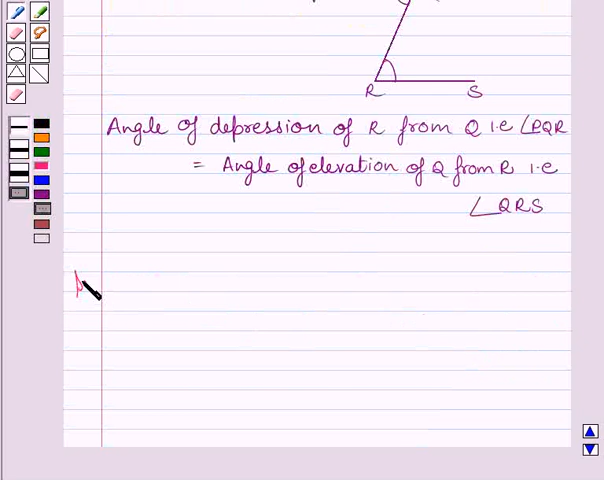 R S
Angle of depression of R from Q i.e ∠PQR
= Angle of elevation of Q from R i.e
∠QRS